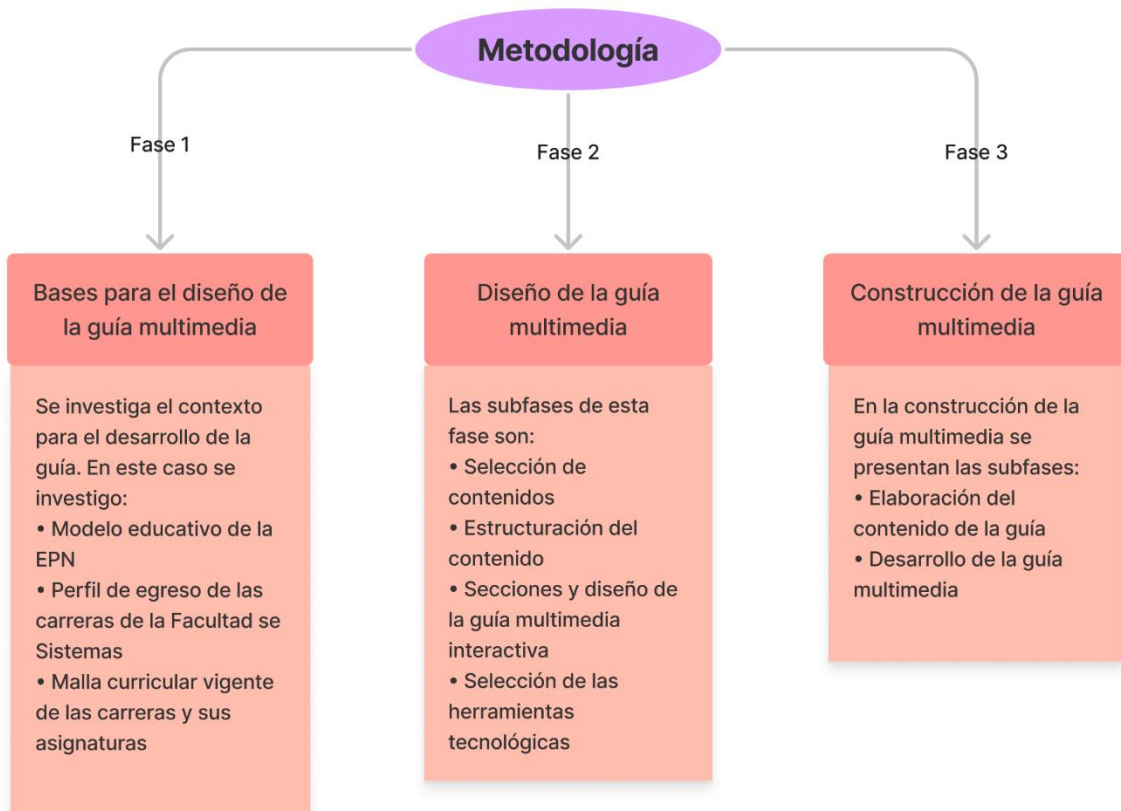 Metodología
Fase 1
Fase 2
Fase 3
Bases para el diseño de
la guía multimedia
Se investiga el contexto
para el desarrollo de la
guía. En este caso se
investigo:
• Modelo educativo de la
EPN
• Perfil de egreso de las
carreras de la Facultad se
Sistemas
• Malla curricular vigente
de las carreras y sus
asignaturas
Diseño de la guía
multimedia
Las subfases de esta
fase son:
• Selección de
contenidos
• Estructuración del
contenido
• Secciones y diseño de
la guía multimedia
interactiva
• Selección de las
herramientas
tecnológicas
Construcción de la guía
multimedia
En la construcción de la
guía multimedia se
presentan las subfases:
• Elaboración del
contenido de la guía
• Desarrollo de la guía
multimedia